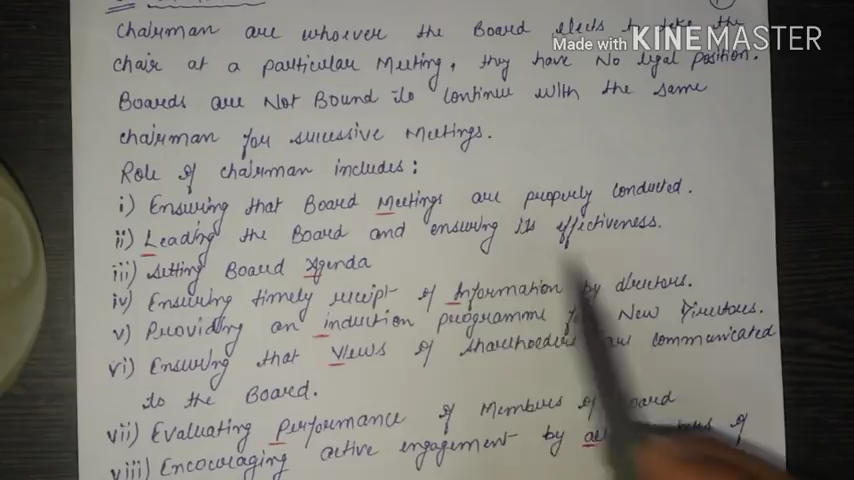 Made with KINEMASTER
Chairman are whoever the Board elects to take the
chair at a particular Meeting. they have No legal position.
Boards are Not Bound to continue with the same
chairman for successive Meetings.
Role of chairman includes:
i) Ensuring that Board Meetings are properly conducted.
ii) Leading the Board and ensuring its effectiveness.
iii) setting Board Agenda
iv) Ensuring timely receipt of Information by directors.
v) Providing an induction programme New Directors.
vi) Ensuring that Views of shareholders are communicated
to the Board.
vii) Evaluating Performance of Members of Board
viii) Encouraging active engagement by of